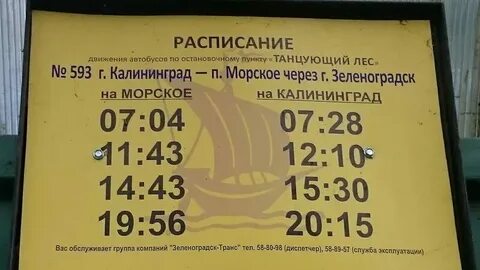 РАСПИСАНИЕ
движения автобусов по остановочному пункту «ТАНЦУЮЩИЙ ЛЕС»
№ 593 г. Калининград — п. Морское через г. Зеленоградск
на МОРСКОЕ на КАЛИНИНГРАД
07:04 07:28
11:43 12:10
14:43 15:30
19:56 20:15
Вас обслуживает группа компаний "Зеленоградск-Транс" тел. 58-80-98 (диспетчер), 58-89-57 (служба эксплуатации)